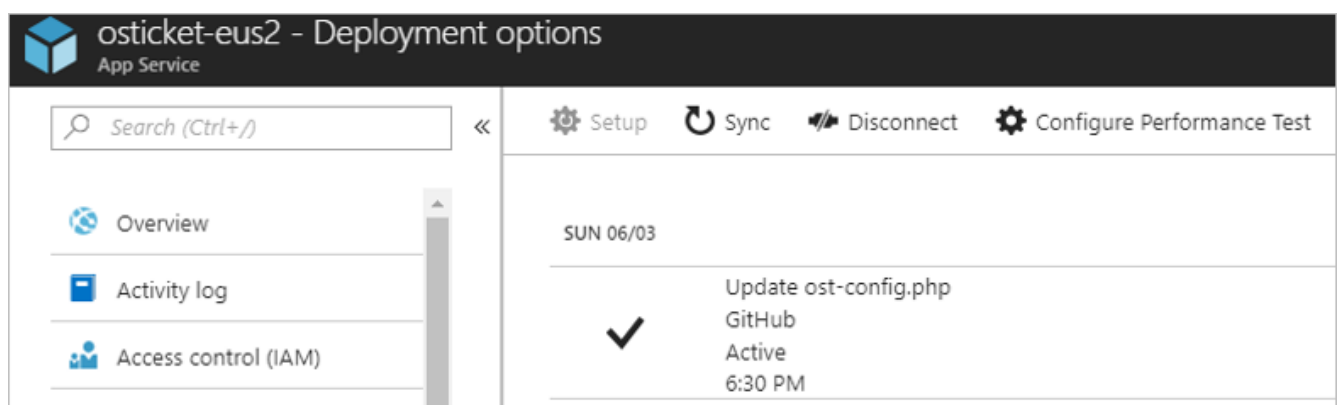 osticket-eus2 - Deployment options
App Service
Search (Ctrl+/)
«
Setup Sync Disconnect Configure Performance Test
Overview
Activity log
Access control (IAM)
SUN 06/03
Update ost-config.php
GitHub
Active
6:30 PM